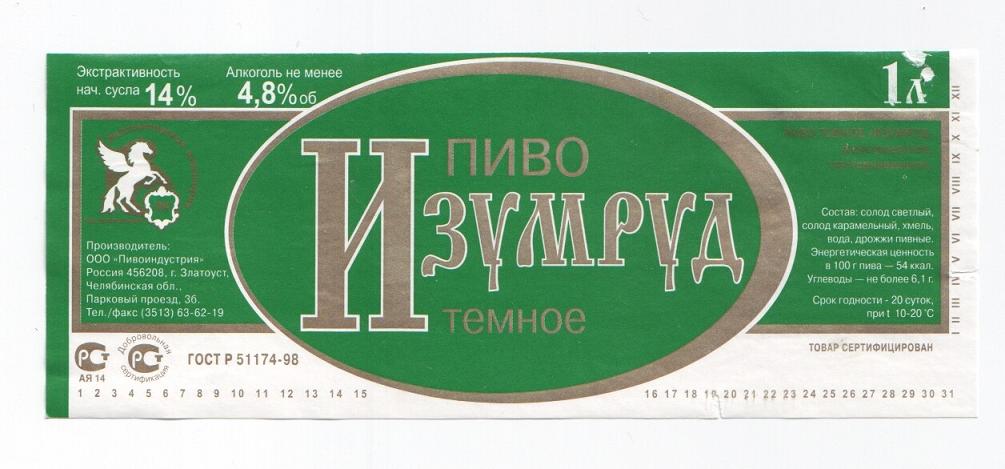 Экстрактивность
нач. сусла 14%
Алкоголь не менее
4,8% об
1 л
ПИВО
Изумруд
темное
Производитель:
ООО «Пивоиндустрия»
Россия 456208, г. Златоуст,
Челябинская обл.,
Парковый проезд, 3б.
Тел./факс (3513) 63-62-19
Состав: солод светлый,
солод карамельный, хмель,
вода, дрожжи пивные.
Энергетическая ценность
в 100 г пива — 54 ккал.
Углеводы — не более 6,1 г.
Срок годности - 20 суток,
при t 10-20 °C
I II III IV V VI VII VIII IX X XI XII
ТОВАР СЕРТИФИЦИРОВАН
РСТ
АЯ 14
Добровольная
РСТ
сертификация
ГОСТ Р 51174-98
1 2 3 4 5 6 7 8 9 10 11 12 13 14 15
16 17 18 19 20 21 22 23 24 25 26 27 28 29 30 31